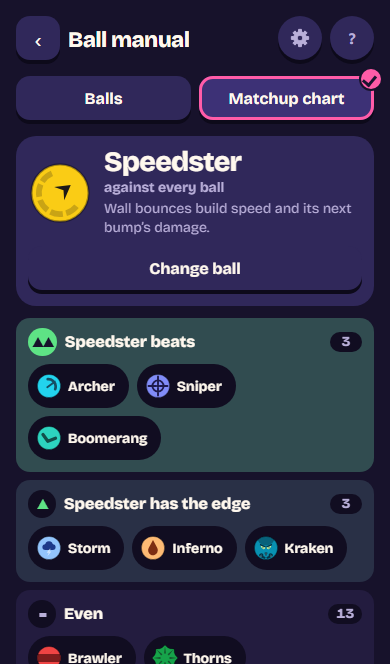 ‹ Ball manual ?
Balls Matchup chart
Speedster
against every ball
Wall bounces build speed and its next
bump's damage.
Change ball
Speedster beats 3
Archer Sniper
Boomerang
Speedster has the edge 3
Storm Inferno Kraken
= Even 13
Brawler Thorns